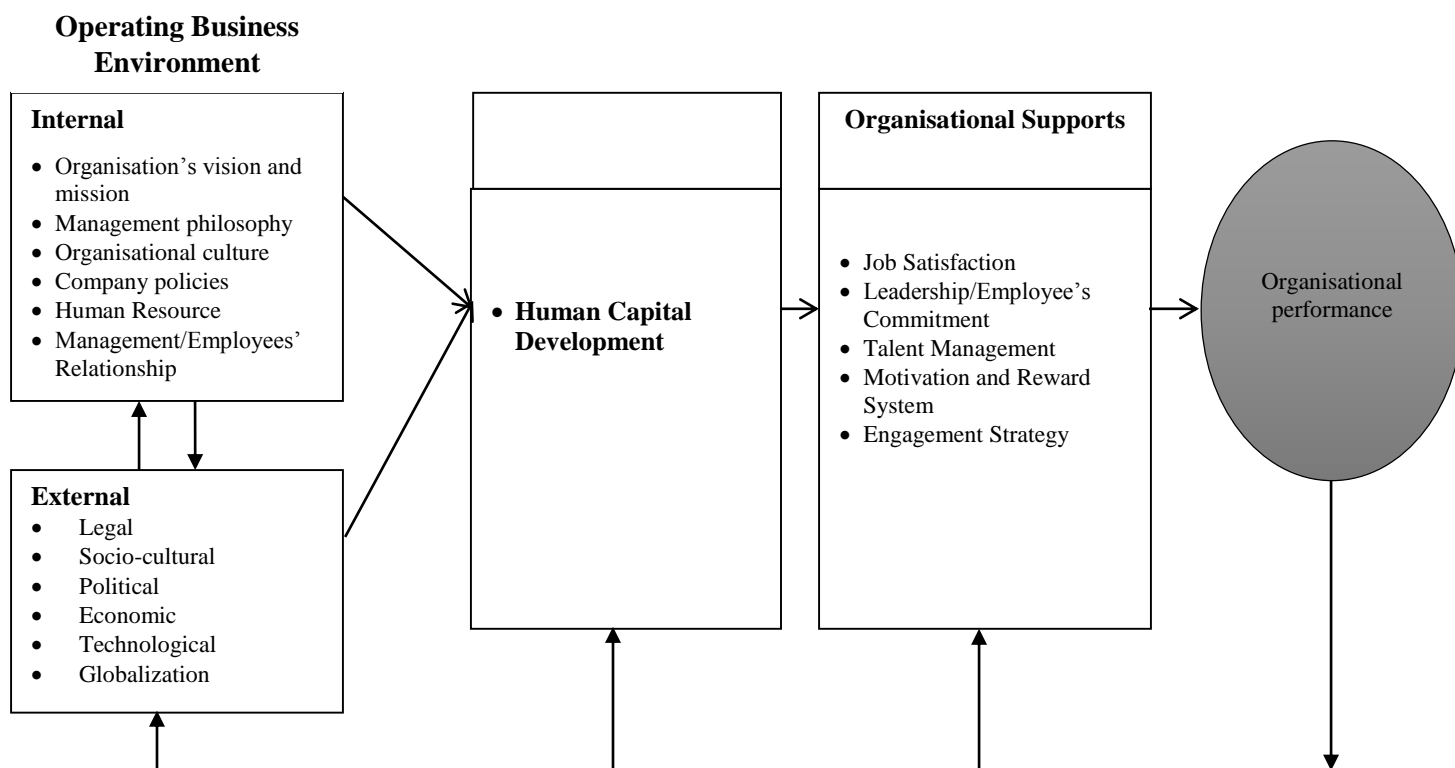 Operating Business
Environment
Internal
• Organisation’s vision and
mission
• Management philosophy
• Organisational culture
• Company policies
• Human Resource
• Management/Employees’
Relationship
External
• Legal
• Socio-cultural
• Political
• Economic
• Technological
• Globalization
• Human Capital
Development
Organisational Supports
• Job Satisfaction
• Leadership/Employee’s
Commitment
• Talent Management
• Motivation and Reward
System
• Engagement Strategy
Organisational
performance